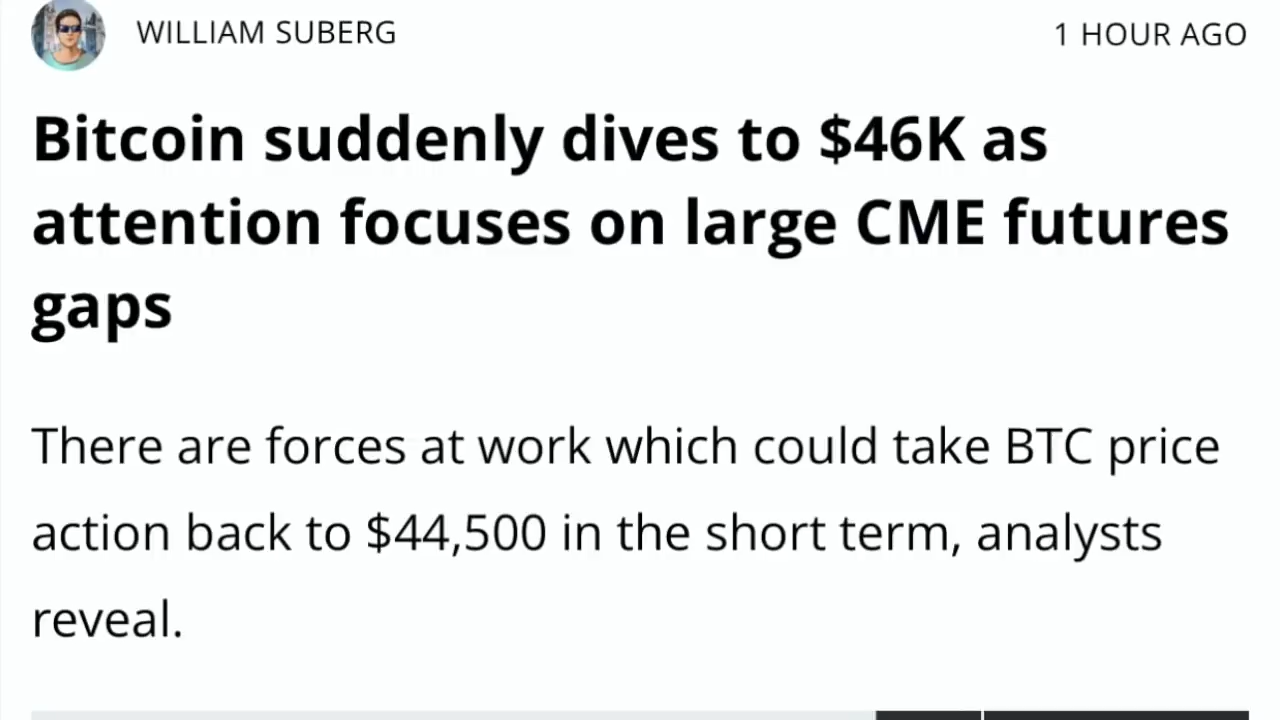 WILLIAM SUBERG
1 HOUR AGO
Bitcoin suddenly dives to $46K as
attention focuses on large CME futures
gaps
There are forces at work which could take BTC price
action back to $44,500 in the short term, analysts
reveal.